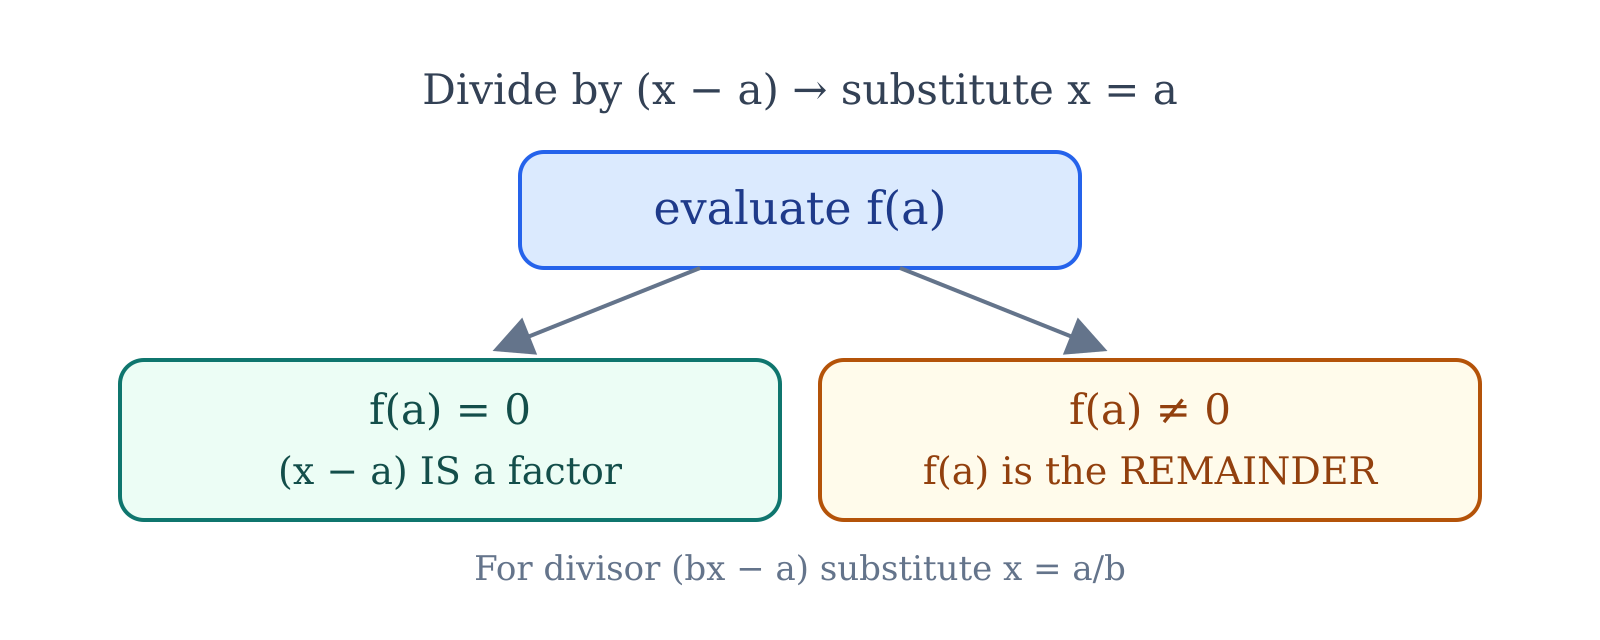 Divide by (x − a) → substitute x = a
evaluate f(a)
f(a) = 0
(x − a) IS a factor
f(a) ≠ 0
f(a) is the REMAINDER
For divisor (bx − a) substitute x = a/b